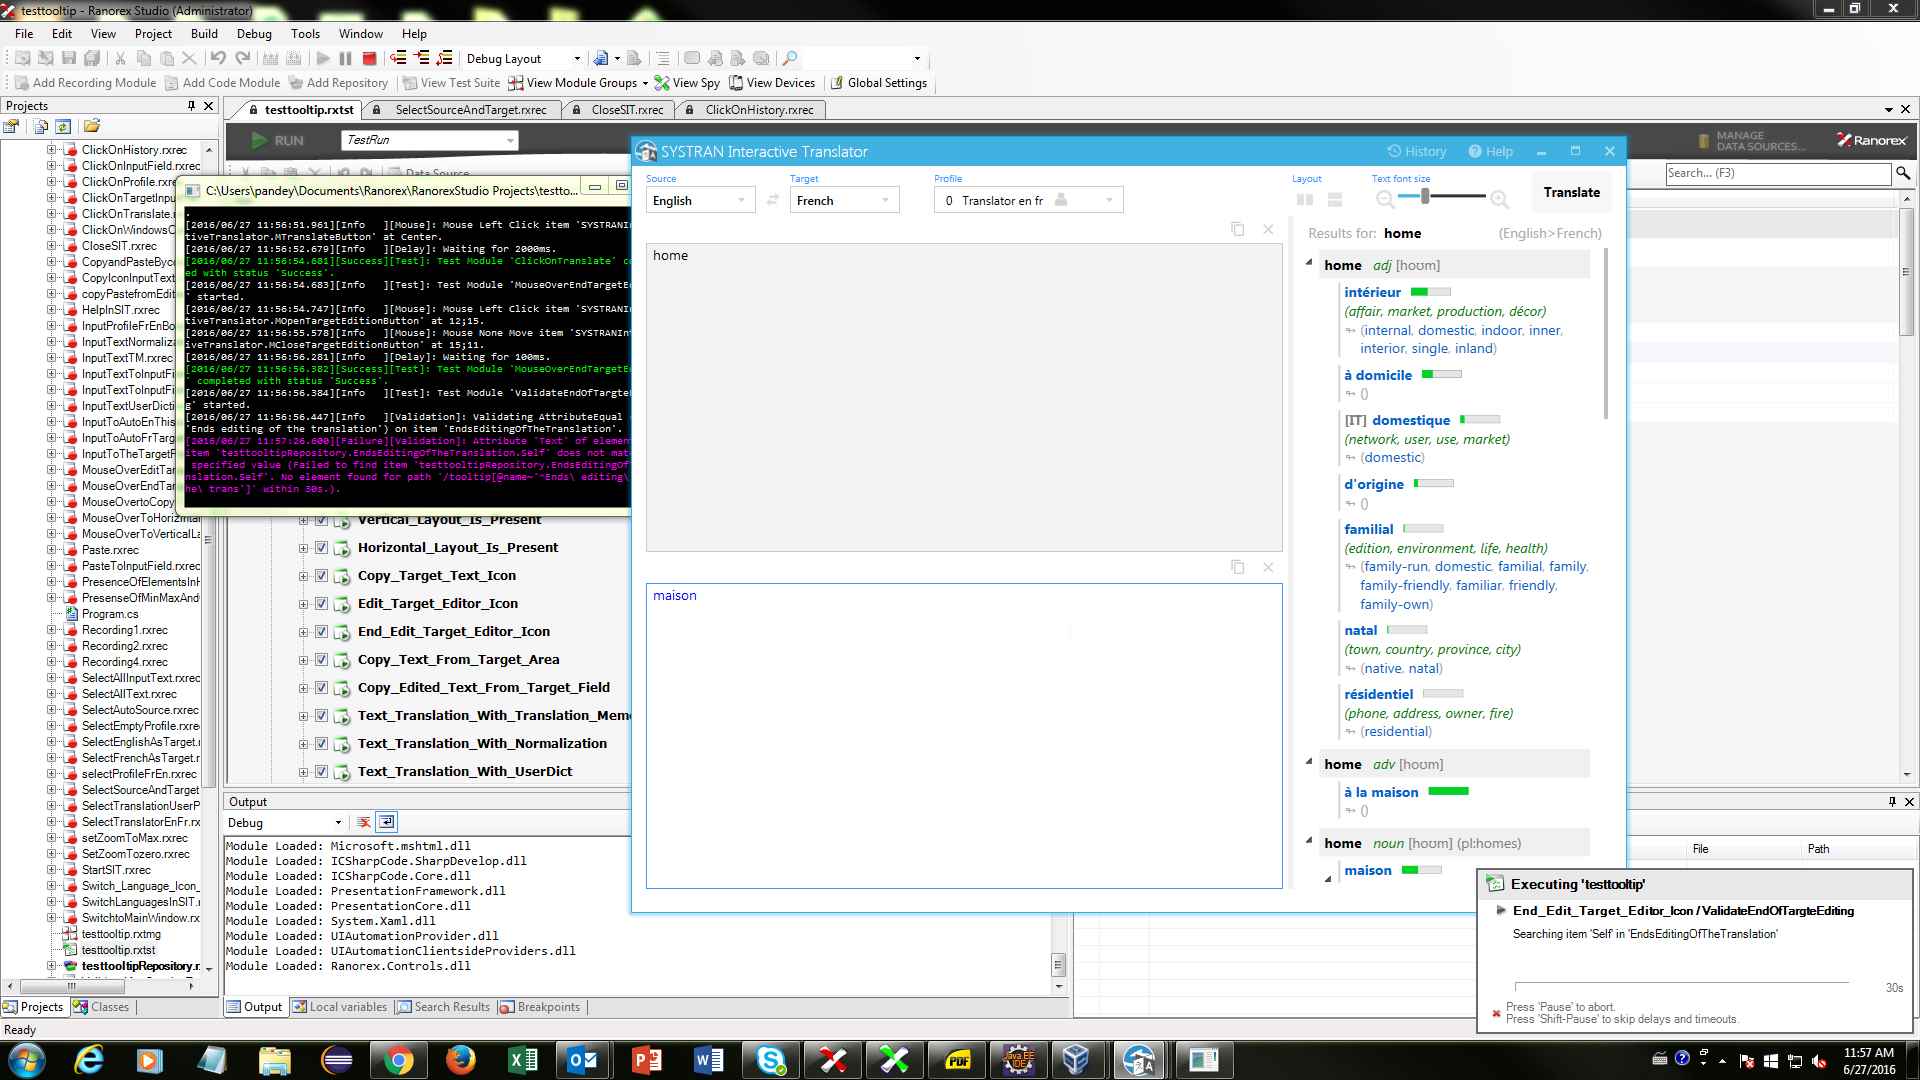 testtooltip - Ranorex Studio (Administrator)
File Edit View Project Build Debug Tools Window Help
Debug Layout
Add Recording Module Add Code Module Add Repository View Test Suite View Module Groups View Spy View Devices Global Settings
Projects
testtooltip.rxtst SelectSourceAndTarget.rxrec CloseSIT.rxrec ClickOnHistory.rxrec
RUN TestRun
MANAGE
DATA SOURCES...
Ranorex
Search... (F3)
ClickOnHistory.rxrec
ClickOnInputField.rxrec
ClickOnProfile.rxre
ClickOnTargetInpu
ClickOnTranslate.r
ClickOnWindowsC
CloseSIT.rxrec
CopyandPasteByco
CopyIconInputText
copyPastefromEdit
HelpInSIT.rxrec
InputProfileFrEnBo
InputTextNormaliza
InputTextTM.rxrec
InputTextToInputFi
InputTextToInputFi
InputTextUserDicti
InputToAutoEnThis
InputToAutoFrTarg
InputToTheTargetF
MouseOverEditTar
MouseOverEndTar
MouseOvertoCopy
MouseOverToHorizintal
MouseOverToVerticalLa
Paste.rxrec
PasteToInputField.rxrec
PresenceOfElementsInH
PresenseOfMinMaxAnd
Program.cs
Recording1.rxrec
Recording2.rxrec
Recording4.rxrec
SelectAllInputText.rxrec
SelectAllText.rxrec
SelectAutoSource.rxrec
SelectEmptyProfile.rxrec
SelectEnglishAsTarget.r
SelectFrenchAsTarget.r
selectProfileFrEn.rxrec
SelectSourceAndTarget
SelectTranslationUserP
SelectTranslatorEnFr.r
setZoomToMax.rxrec
SetZoomTozero.rxrec
StartSIT.rxrec
Switch_Language_Icon_
SwitchLanguagesInSIT.
SwitchtoMainWindow.rx
testtooltip.rxtmg
testtooltip.rxtst
testtooltipRepository.r
Projects Classes
Ready
C:\Users\pandey\Documents\Ranorex\RanorexStudio Projects\testto...
[2016/06/27 11:56:51.961][Info ][Mouse]: Mouse Left Click item 'SYSTRANIn
tiveTranslator.MTranslateButton' at Center.
[2016/06/27 11:56:52.679][Info ][Delay]: Waiting for 2000ms.
[2016/06/27 11:56:54.681][Success][Test]: Test Module 'ClickOnTranslate' co
ed with status 'Success'.
[2016/06/27 11:56:54.683][Info ][Test]: Test Module 'MouseOverEndTargetE
' started.
[2016/06/27 11:56:54.747][Info ][Mouse]: Mouse Left Click item 'SYSTRANIn
tiveTranslator.MOpenTargetEditionButton' at 12;15.
[2016/06/27 11:56:55.578][Info ][Mouse]: Mouse None Move item 'SYSTRANInt
iveTranslator.MCloseTargetEditionButton' at 15;11.
[2016/06/27 11:56:56.281][Info ][Delay]: Waiting for 100ms.
[2016/06/27 11:56:56.382][Success][Test]: Test Module 'MouseOverEndTargetE
' completed with status 'Success'.
[2016/06/27 11:56:56.384][Info ][Test]: Test Module 'ValidateEndOfTargteE
g' started.
[2016/06/27 11:56:56.447][Info ][Validation]: Validating AttributeEqual
'Ends editing of the translation') on item 'EndsEditingOfTheTranslation'.
[2016/06/27 11:57:26.600][Failure][Validation]: Attribute 'Text' of elemen
item 'testtooltipRepository.EndsEditingOfTheTranslation.Self' does not mat
specified value (Failed to find item 'testtooltipRepository.EndsEditingOf
nslation.Self'. No element found for path '/tooltip[@name~'^Ends\ editing\
he\ trans']' within 30s.).
Vertical_Layout_Is_Present
Horizontal_Layout_Is_Present
Copy_Target_Text_Icon
Edit_Target_Editor_Icon
End_Edit_Target_Editor_Icon
Copy_Text_From_Target_Area
Copy_Edited_Text_From_Target_Field
Text_Translation_With_Translation_Mem
Text_Translation_With_Normalization
Text_Translation_With_UserDict
Output
Debug
Module Loaded: Microsoft.mshtml.dll
Module Loaded: ICSharpCode.SharpDevelop.dll
Module Loaded: ICSharpCode.Core.dll
Module Loaded: PresentationFramework.dll
Module Loaded: PresentationCore.dll
Module Loaded: System.Xaml.dll
Module Loaded: UIAutomationProvider.dll
Module Loaded: UIAutomationClientsideProviders.dll
Module Loaded: Ranorex.Controls.dll
Output Local variables Search Results Breakpoints
SYSTRAN Interactive Translator
History Help
Source Target Profile Layout Text font size
English French 0 Translator en fr Translate
home
maison
Results for: home (English>French)
home adj [hoʊm]
intérieur
(affair, market, production, décor)
(internal, domestic, indoor, inner,
interior, single, inland)
à domicile
()
[IT] domestique
(network, user, use, market)
(domestic)
d'origine
()
familial
(edition, environment, life, health)
(family-run, domestic, familial, family,
family-friendly, familiar, friendly,
family-own)
natal
(town, country, province, city)
(native, natal)
résidentiel
(phone, address, owner, fire)
(residential)
home adv [hoʊm]
à la maison
()
home noun [hoʊm] (pl:homes)
maison
File Path
Executing 'testtooltip'
End_Edit_Target_Editor_Icon / ValidateEndOfTargteEditing
Searching item 'Self' in 'EndsEditingOfTheTranslation'
30s
Press 'Pause' to abort.
Press 'Shift-Pause' to skip delays and timeouts.
PDF
Java EE
IDE
11:57 AM
6/27/2016